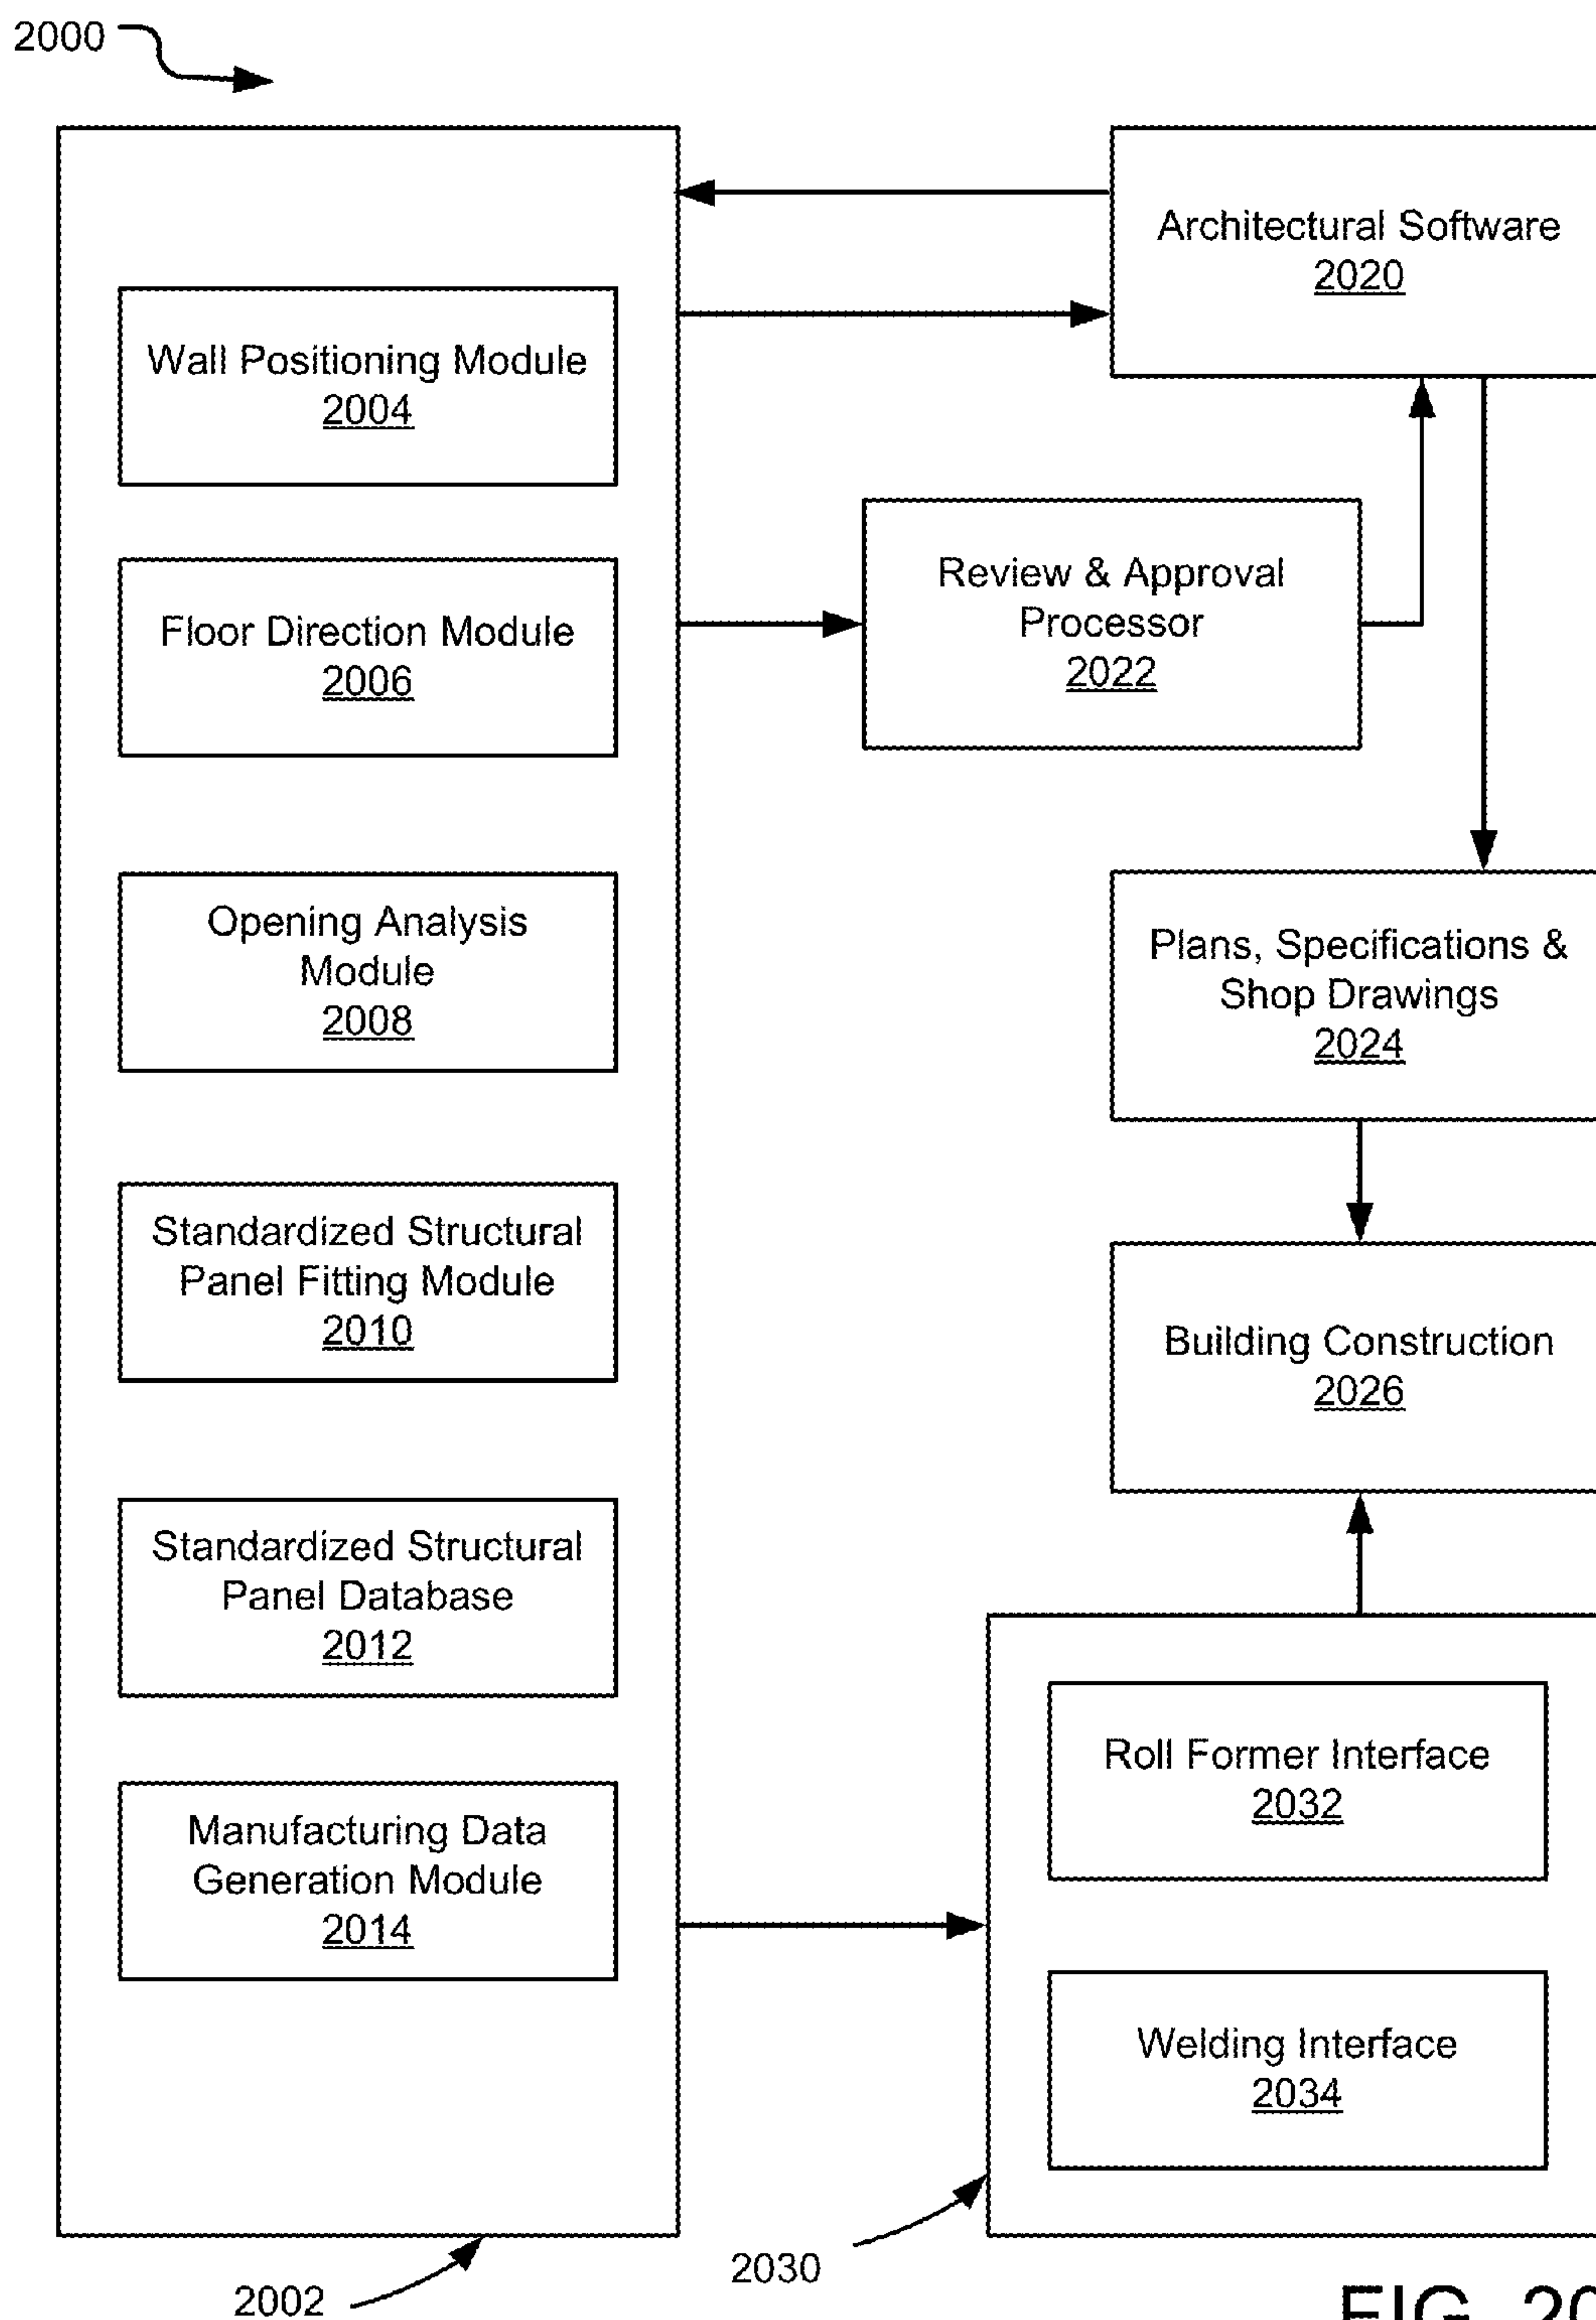 2000
Architectural Software
2020
Wall Positioning Module
2004
Floor Direction Module
2006
Review & Approval
Processor
2022
Opening Analysis
Module
2008
Plans, Specifications &
Shop Drawings
2024
Standardized Structural
Panel Fitting Module
2010
Building Construction
2026
Standardized Structural
Panel Database
2012
Roll Former Interface
2032
Manufacturing Data
Generation Module
2014
Welding Interface
2034
2030
2002
FIG. 20